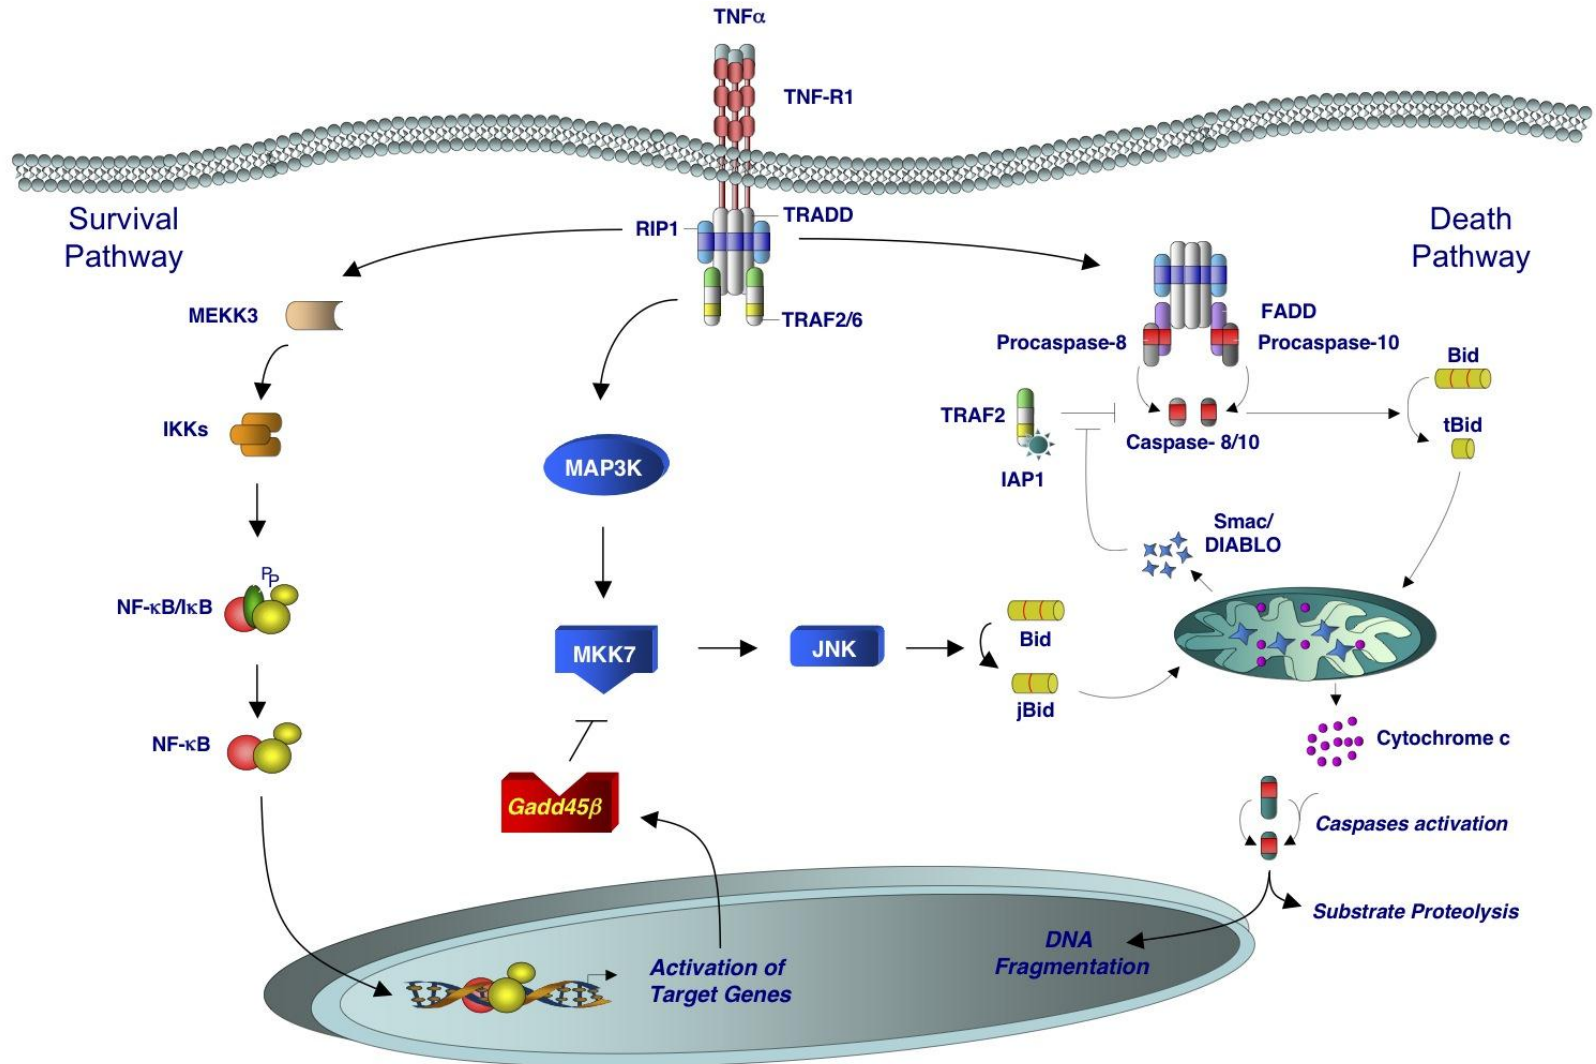 TNFα
TNF-R1
Survival
Pathway
Death
Pathway
RIP1
TRADD
TRAF2/6
MEKK3
IKKs
NF-κB/IκB
P
P
NF-κB
MAP3K
MKK7
JNK
Gadd45β
FADD
Procaspase-8
Procaspase-10
TRAF2
IAP1
Caspase- 8/10
Bid
tBid
Smac/
DIABLO
Bid
jBid
Cytochrome c
Caspases activation
Substrate Proteolysis
DNA
Fragmentation
Activation of
Target Genes